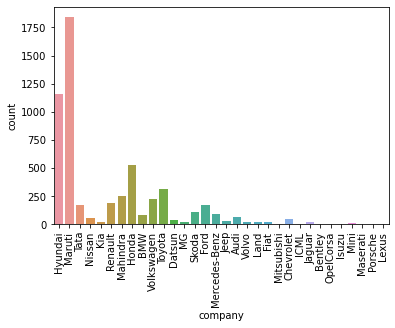 1750
1500
1250
1000
750
500
250
0
count
Hyundai
Maruti
Tata
Nissan
Kia
Renault
Mahindra
Honda
BMW
Volkswagen
Toyota
Datsun
MG
Skoda
Ford
Mercedes-Benz
Jeep
Audi
Volvo
Land
Fiat
Mitsubishi
Chevrolet
ICML
Jaguar
Bentley
OpelCorsa
Isuzu
Mini
Maserati
Porsche
Lexus
company